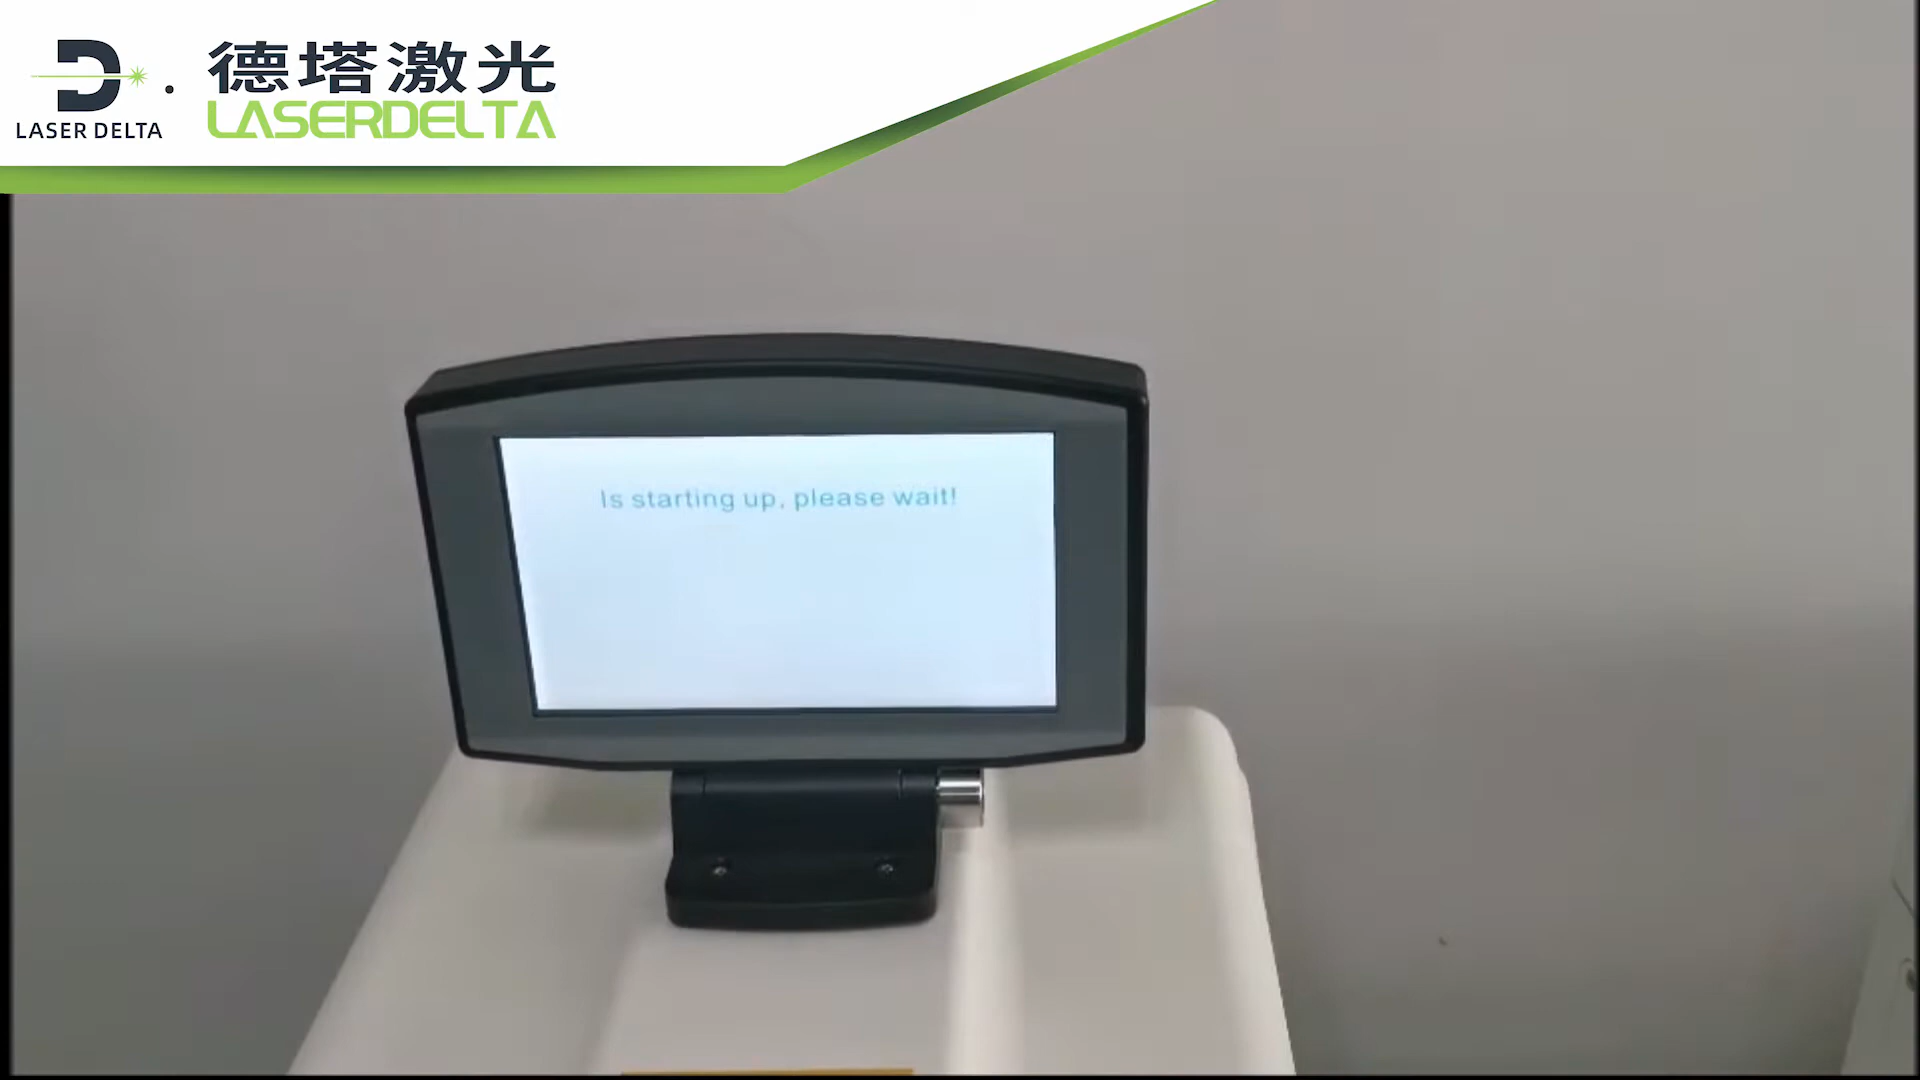 D.
LASER DELTA
德塔激光
LASERDELTA
Is starting up, please wait!